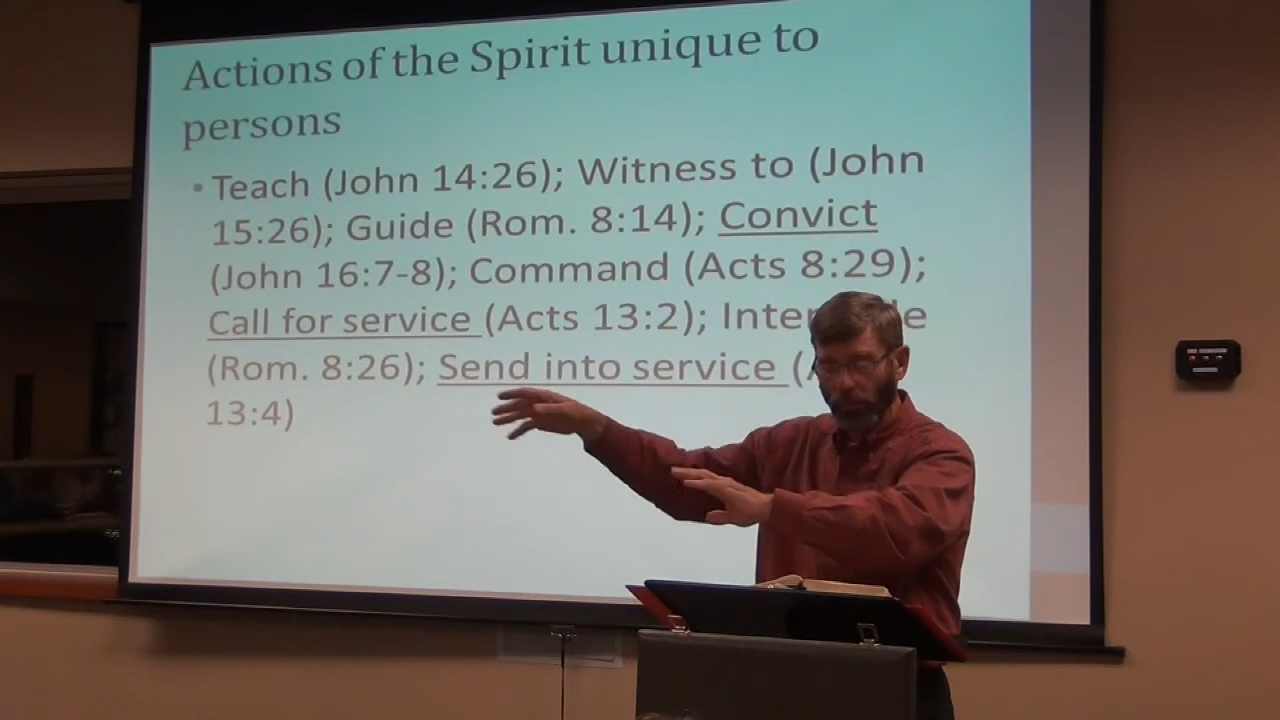 Actions of the Spirit unique to
persons
• Teach (John 14:26); Witness to (John
15:26); Guide (Rom. 8:14); Convict
(John 16:7-8); Command (Acts 8:29);
Call for service (Acts 13:2);
(Rom. 8:26); Send into service
13:4)